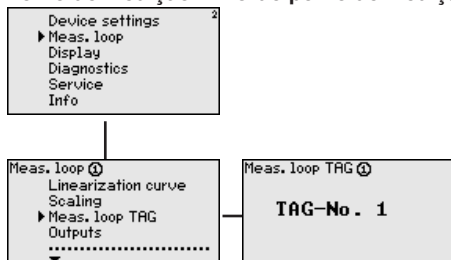 2
Device settings
▶Meas. loop
Display
Diagnostics
Service
Info
Meas. loop ①
Linearization curve
Scaling
▶Meas. loop TAG
Outputs
Meas. loop TAG ①
TAG-No. 1